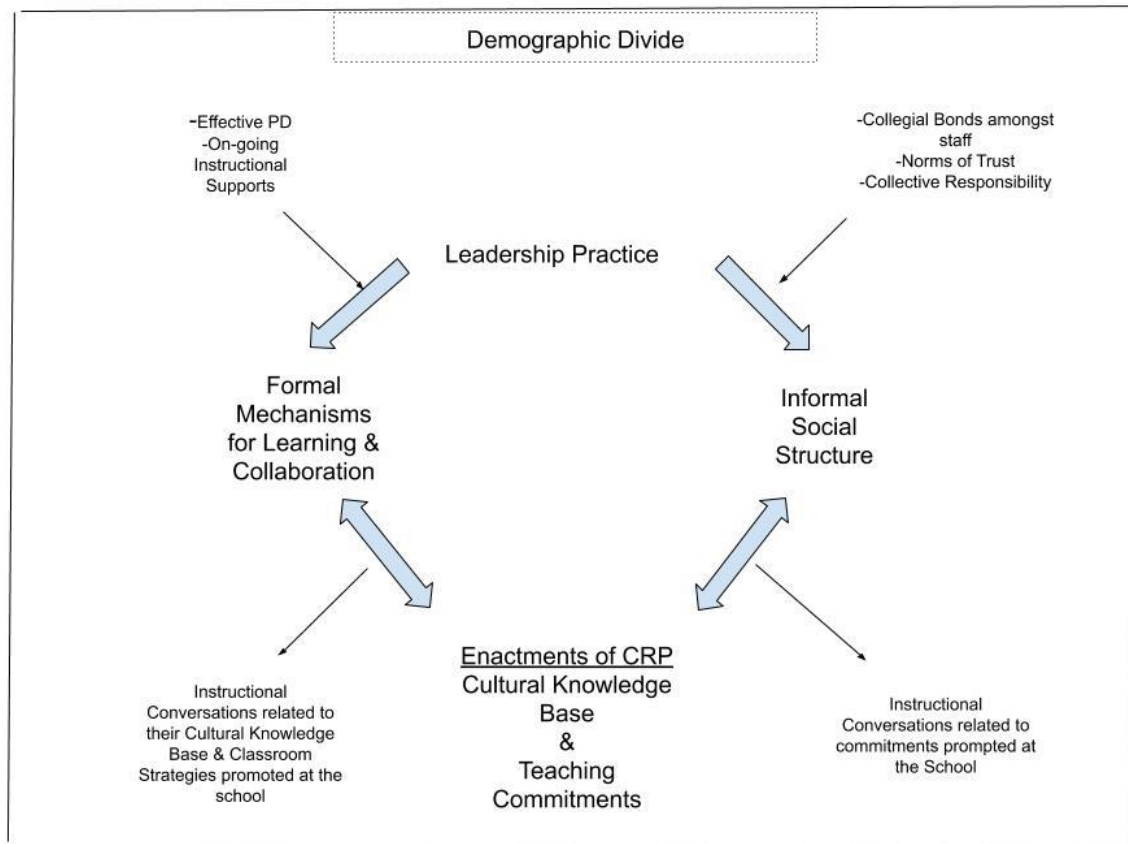 Demographic Divide
-Effective PD
-On-going
Instructional
Supports
-Collegial Bonds amongst
staff
-Norms of Trust
-Collective Responsibility
Leadership Practice
Formal
Mechanisms
for Learning &
Collaboration
Informal
Social
Structure
Enactments of CRP
Cultural Knowledge
Base
&
Teaching
Commitments
Instructional
Conversations related to
their Cultural Knowledge
Base & Classroom
Strategies promoted at the
school
Instructional
Conversations related to
commitments prompted at
the School